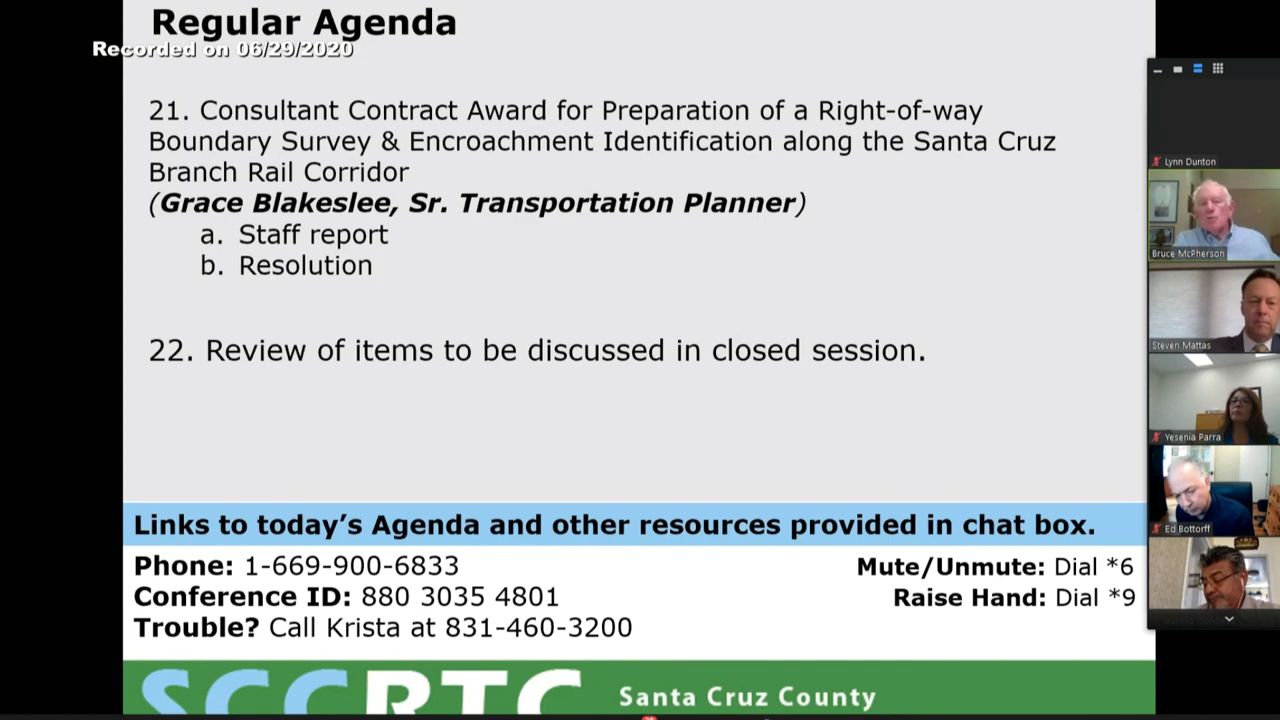 Regular Agenda
Recorded on 06/29/2020
21. Consultant Contract Award for Preparation of a Right-of-way
Boundary Survey & Encroachment Identification along the Santa Cruz
Branch Rail Corridor
(Grace Blakeslee, Sr. Transportation Planner)
a. Staff report
b. Resolution
22. Review of items to be discussed in closed session.
Links to today’s Agenda and other resources provided in chat box.
Phone: 1-669-900-6833
Mute/Unmute: Dial *6
Conference ID: 880 3035 4801
Raise Hand: Dial *9
Trouble? Call Krista at 831-460-3200
SCCRTC
Santa Cruz County
Lynn Dunton
Bruce McPherson
Steven Mattas
Yesenia Parra
Ed Bottorff